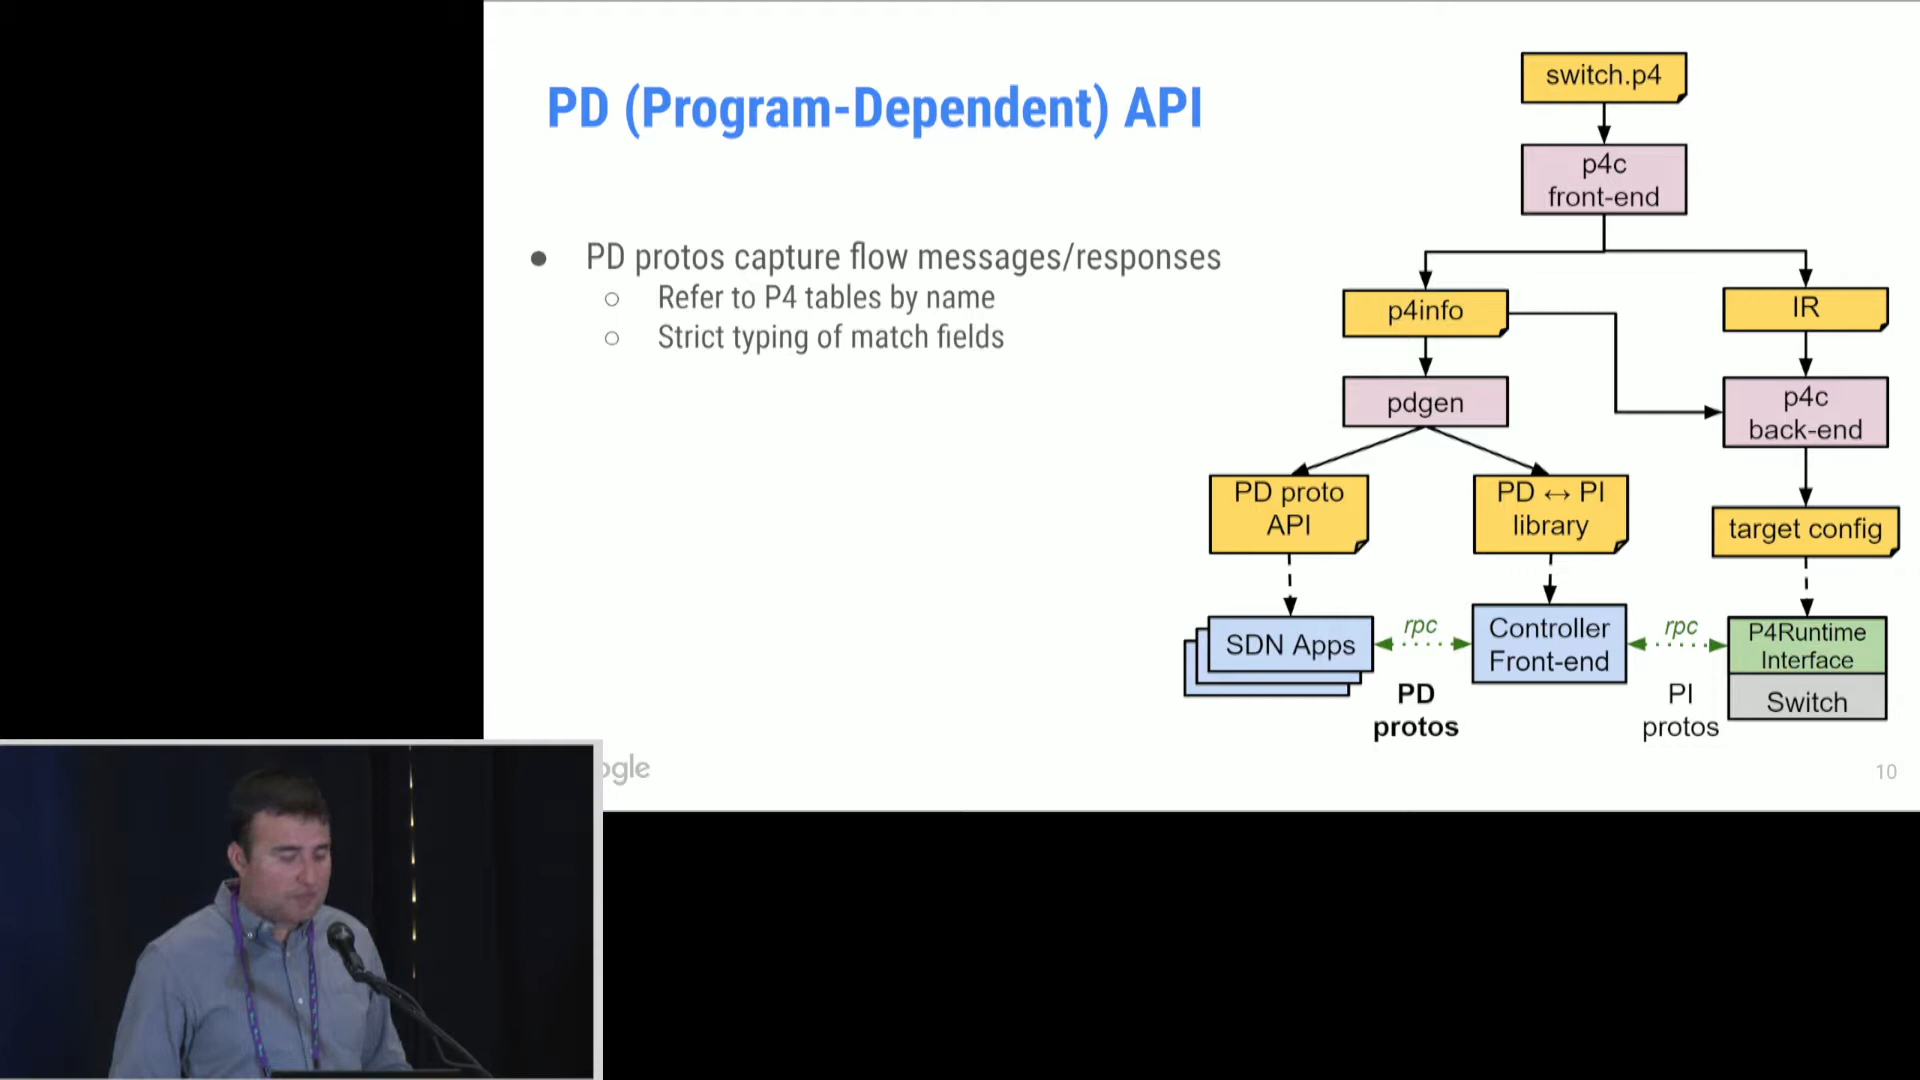 PD (Program-Dependent) API
● PD protos capture flow messages/responses
○ Refer to P4 tables by name
○ Strict typing of match fields
switch.p4
p4c
front-end
p4info
IR
pdgen
p4c
back-end
PD proto
API
PD ↔ PI
library
target config
SDN Apps
rpc
Controller
Front-end
rpc
P4Runtime
Interface
Switch
PD
protos
PI
protos
ogle
10